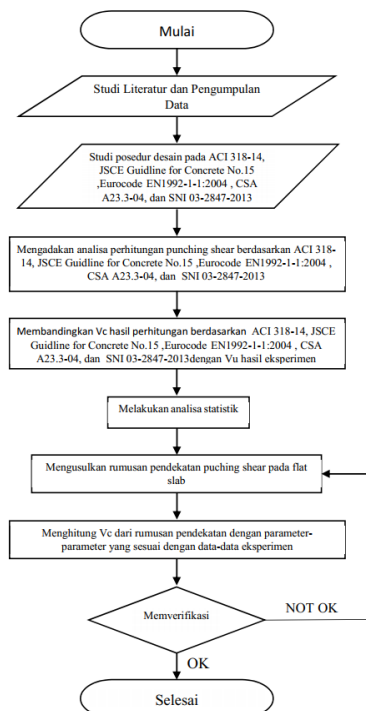 Mulai
Studi Literatur dan Pengumpulan
Data
Studi posedur desain pada ACI 318-14,
JSCE Guidline for Concrete No.15
,Eurocode EN1992-1-1:2004 , CSA
A23.3-04, dan SNI 03-2847-2013
Mengadakan analisa perhitungan punching shear berdasarkan ACI 318-
14, JSCE Guidline for Concrete No.15 ,Eurocode EN1992-1-1:2004 ,
CSA A23.3-04, dan SNI 03-2847-2013
Membandingkan Vc hasil perhitungan berdasarkan ACI 318-14, JSCE
Guidline for Concrete No.15 ,Eurocode EN1992-1-1:2004 , CSA
A23.3-04, dan SNI 03-2847-2013dengan Vu hasil eksperimen
Melakukan analisa statistik
Mengusulkan rumusan pendekatan puching shear pada flat
slab
Menghitung Vc dari rumusan pendekatan dengan parameter-
parameter yang sesuai dengan data-data eksperimen
Memverifikasi
NOT OK
OK
Selesai